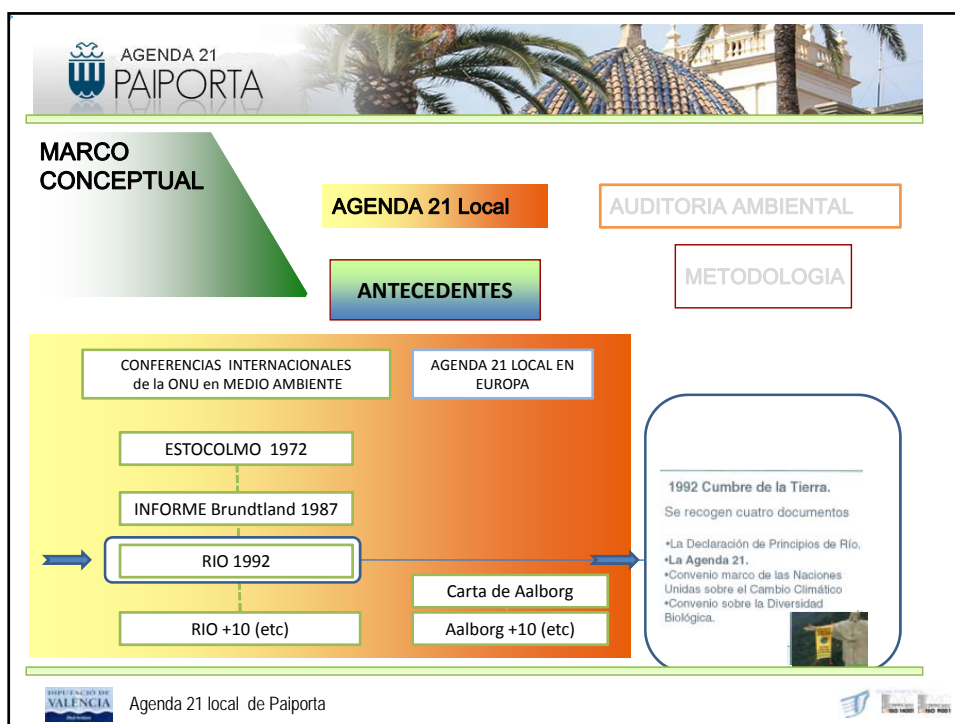 AGENDA 21
PAIPORTA
MARCO
CONCEPTUAL
AGENDA 21 Local
AUDITORIA AMBIENTAL
ANTECEDENTES
METODOLOGIA
CONFERENCIAS INTERNACIONALES
de la ONU en MEDIO AMBIENTE
AGENDA 21 LOCAL EN
EUROPA
ESTOCOLMO 1972
INFORME Brundtland 1987
RIO 1992
RIO +10 (etc)
Carta de Aalborg
Aalborg +10 (etc)
1992 Cumbre de la Tierra.
Se recogen cuatro documentos
•La Declaración de Principios de Río.
•La Agenda 21.
•Convenio marco de las Naciones
Unidas sobre el Cambio Climático
•Convenio sobre la Diversidad
Biológica.
DIPUTACIÓ DE
VALÈNCIA
Agenda 21 local de Paiporta
ISO 14001
ISO 9001